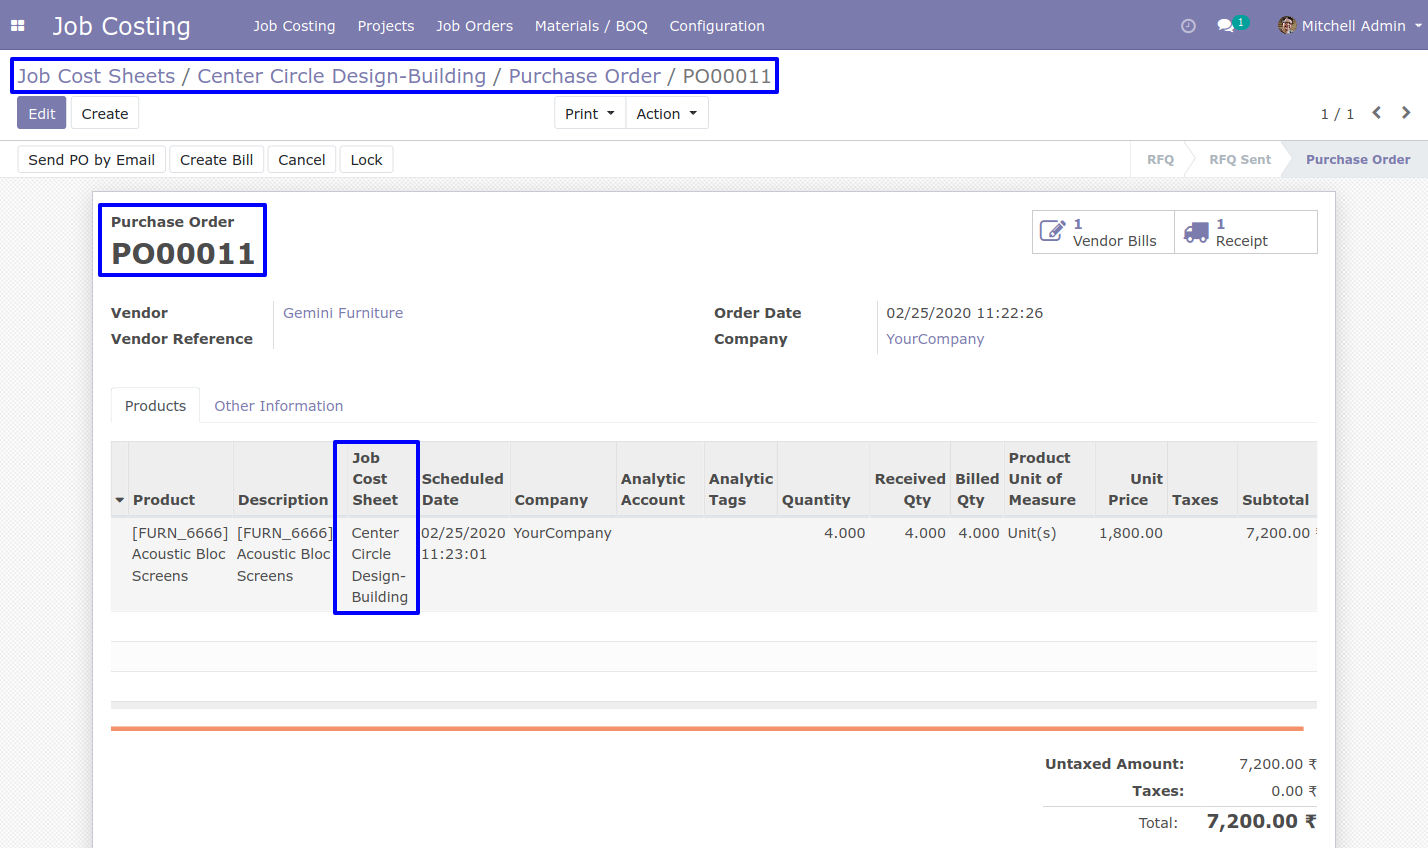 Job Costing
Job Costing Projects Job Orders Materials / BOQ Configuration
1 Mitchell Admin
Job Cost Sheets / Center Circle Design-Building / Purchase Order / PO00011
Edit Create
Print Action
1 / 1
Send PO by Email Create Bill Cancel Lock
RFQ RFQ Sent Purchase Order
Purchase Order
PO00011
1
Vendor Bills
1
Receipt
Vendor Gemini Furniture
Vendor Reference
Order Date 02/25/2020 11:22:26
Company YourCompany
Products Other Information
Product
Description
Job
Cost
Sheet
Scheduled
Date
Company
Analytic
Account
Analytic
Tags
Quantity
Received
Qty
Billed
Qty
Product
Unit of
Measure
Unit
Price
Taxes
Subtotal
[FURN_6666]
Acoustic Bloc
Screens
[FURN_6666]
Acoustic Bloc
Screens
Center
Circle
Design-
Building
02/25/2020
11:23:01
YourCompany
4.000
4.000
4.000
Unit(s)
1,800.00
7,200.00
Untaxed Amount: 7,200.00 ₹
Taxes: 0.00 ₹
Total: 7,200.00 ₹